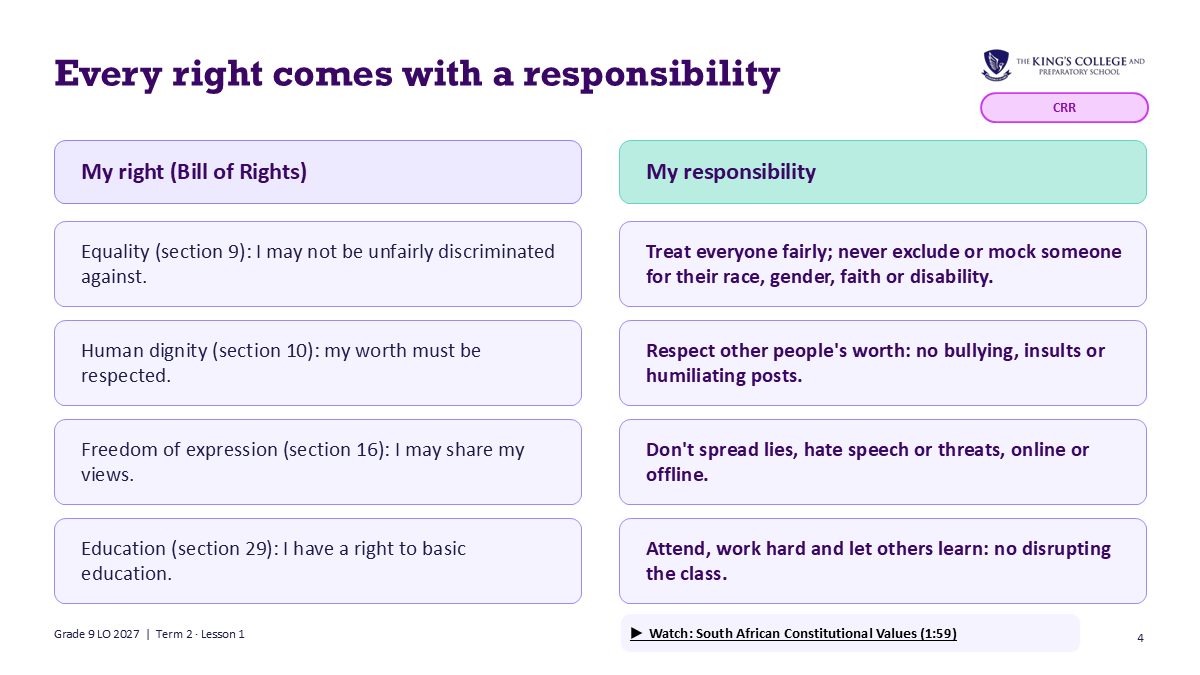 Every right comes with a responsibility
THE KING'S COLLEGE AND
PREPARATORY SCHOOL
CRR
My right (Bill of Rights)
My responsibility
Equality (section 9): I may not be unfairly discriminated
against.
Treat everyone fairly; never exclude or mock someone
for their race, gender, faith or disability.
Human dignity (section 10): my worth must be
respected.
Respect other people's worth: no bullying, insults or
humiliating posts.
Freedom of expression (section 16): I may share my
views.
Don't spread lies, hate speech or threats, online or
offline.
Education (section 29): I have a right to basic
education.
Attend, work hard and let others learn: no disrupting
the class.
Grade 9 LO 2027 | Term 2 · Lesson 1
▶ Watch: South African Constitutional Values (1:59)
4